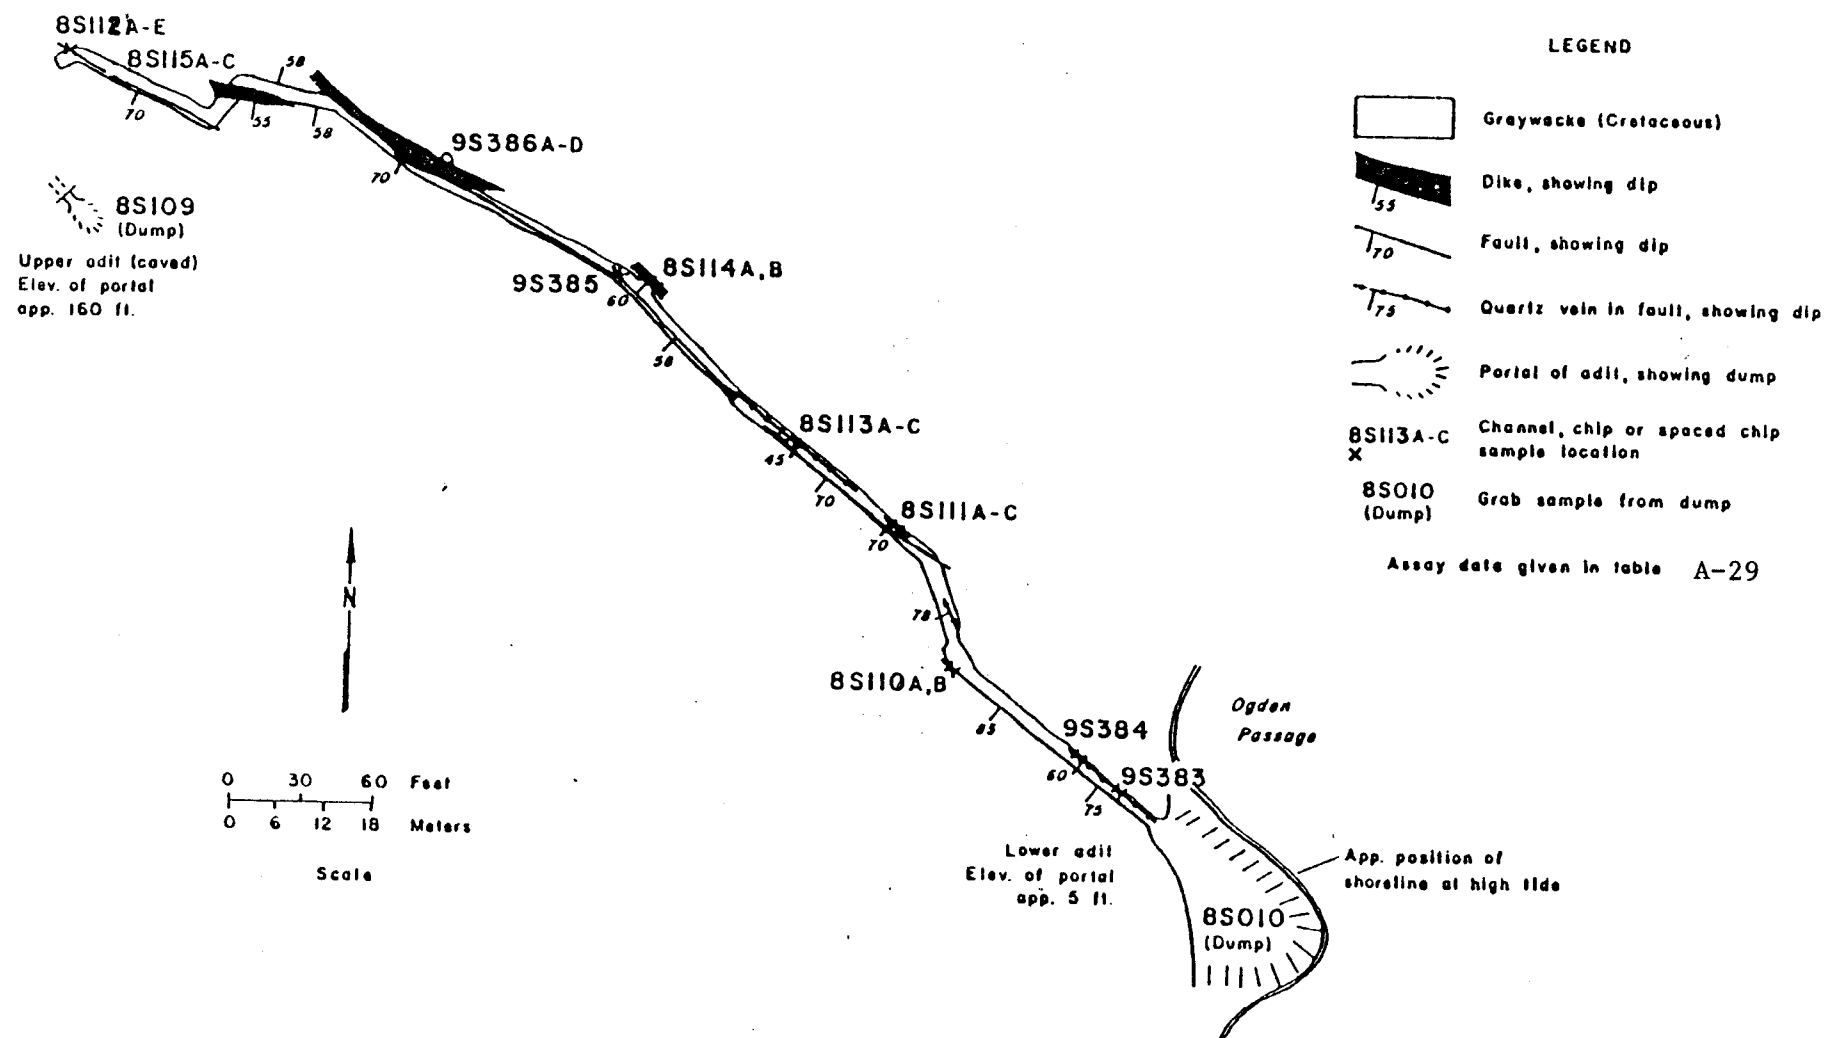 8S112A-E
8S115A-C
58
70
55
58
9S386A-D
70
8S109
(Dump)
Upper adit (caved)
Elev. of portal
app. 160 ft.
8S114A,B
9S385
60
58
8S113A-C
45
70
8S111A-C
70
78
8S110A,B
85
9S384
60
9S383
75
Ogden
Passage
Lower adit
Elev. of portal
app. 5 ft.
App. position of
shoreline at high tide
8S010
(Dump)
N
0 30 60 Feet
0 6 12 18 Meters
Scale
LEGEND
Graywacke (Cretaceous)
Dike, showing dip
55
Fault, showing dip
70
Quartz vein in fault, showing dip
75
Portal of adit, showing dump
8S113A-C
x
Channel, chip or spaced chip
sample location
8S010
(Dump)
Grab sample from dump
Assay data given in table A-29